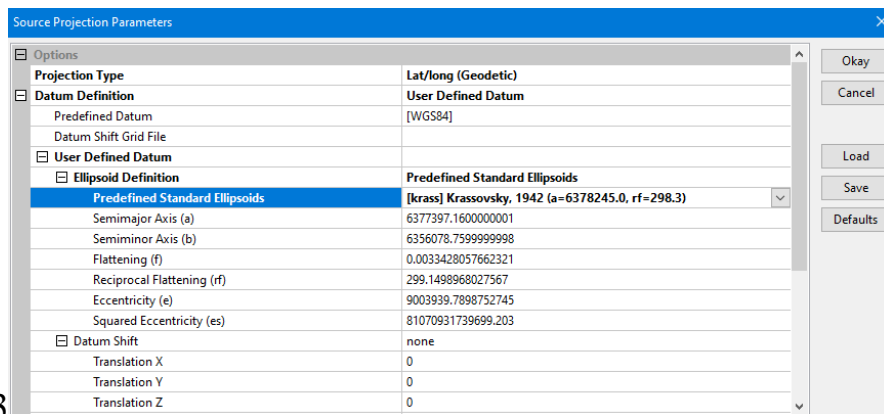 Source Projection Parameters
Options
Projection Type Lat/long (Geodetic)
Datum Definition User Defined Datum
Predefined Datum [WGS84]
Datum Shift Grid File
User Defined Datum
Ellipsoid Definition Predefined Standard Ellipsoids
Predefined Standard Ellipsoids [krass] Krassovsky, 1942 (a=6378245.0, rf=298.3)
Semimajor Axis (a) 6377397.1600000001
Semiminor Axis (b) 6356078.7599999998
Flattening (f) 0.0033428057662321
Reciprocal Flattening (rf) 299.1498968027567
Eccentricity (e) 9003939.7898752745
Squared Eccentricity (es) 81070931739699.203
Datum Shift none
Translation X 0
Translation Y 0
Translation Z 0
Okay
Cancel
Load
Save
Defaults